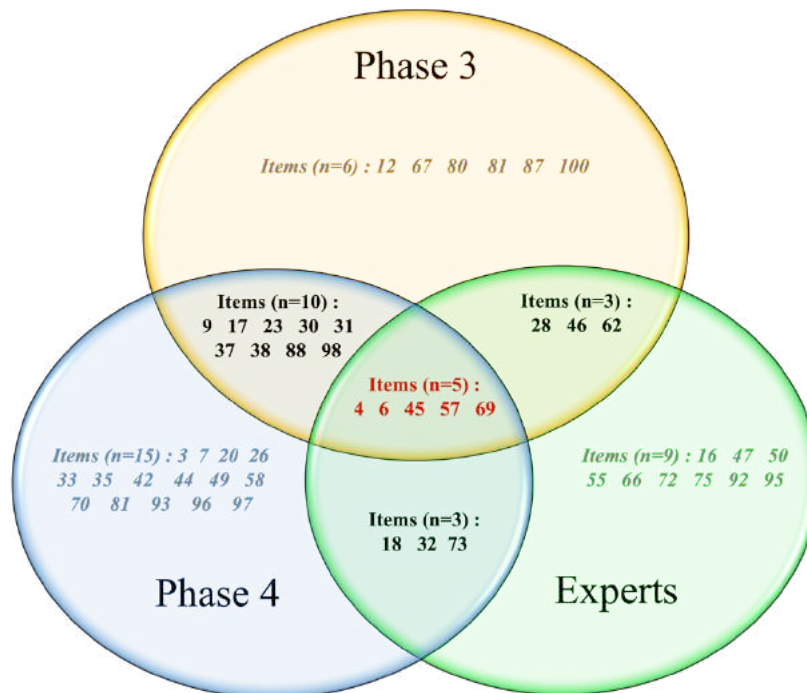 Phase 3
Items (n=6) : 12 67 80 81 87 100
Items (n=10) :
9 17 23 30 31
37 38 88 98
Items (n=3) :
28 46 62
Items (n=5) :
4 6 45 57 69
Items (n=15) : 3 7 20 26
33 35 42 44 49 58
70 81 93 96 97
Items (n=9) : 16 47 50
55 66 72 75 92 95
Items (n=3) :
18 32 73
Phase 4
Experts